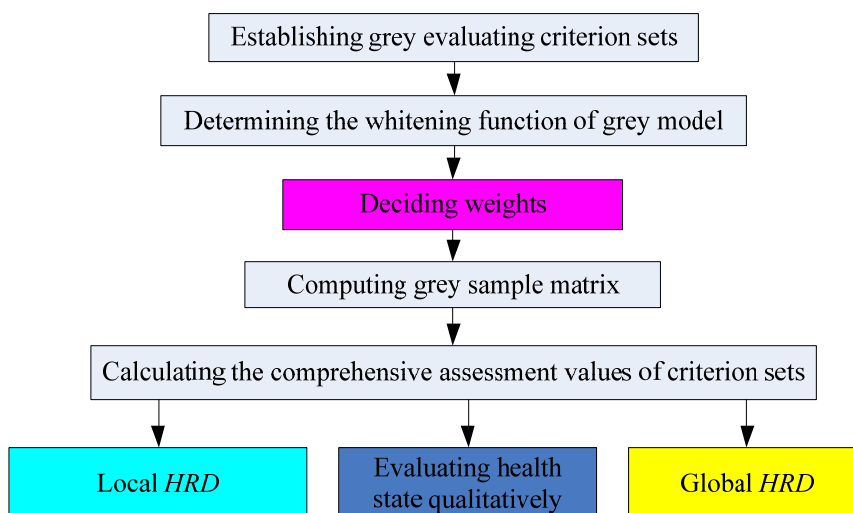 Establishing grey evaluating criterion sets
Determining the whitening function of grey model
Deciding weights
Computing grey sample matrix
Calculating the comprehensive assessment values of criterion sets
Local HRD
Evaluating health
state qualitatively
Global HRD